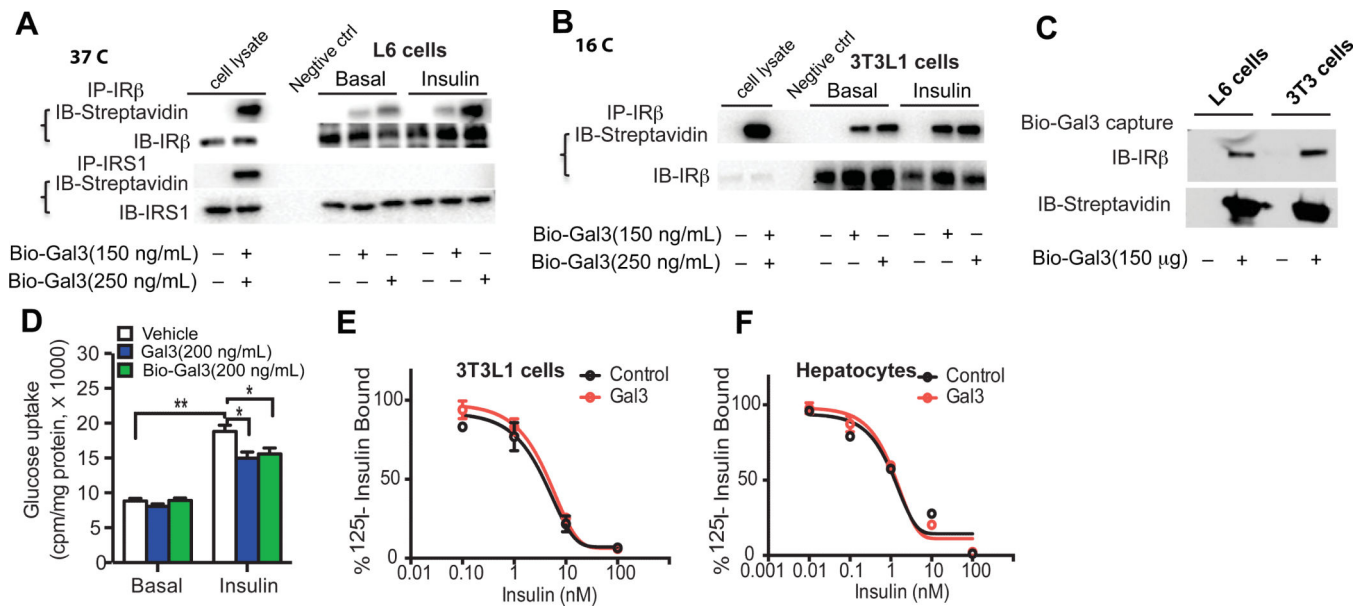 A
37 C
L6 cells
cell lysate
Negtive ctrl
Basal
Insulin
IP-IRβ
IB-Streptavidin
IB-IRβ
IP-IRS1
IB-Streptavidin
IB-IRS1
Bio-Gal3(150 ng/mL) – + – + – – + –
Bio-Gal3(250 ng/mL) – + – – + – – +
B
16 C
3T3L1 cells
cell lysate
Negative ctrl
Basal
Insulin
IP-IRβ
IB-Streptavidin
IB-IRβ
Bio-Gal3(150 ng/mL) – + – + – – + –
Bio-Gal3(250 ng/mL) – + – – + – – +
C
L6 cells
3T3 cells
Bio-Gal3 capture
IB-IRβ
IB-Streptavidin
Bio-Gal3(150 µg) – + – +
D
Vehicle
Gal3(200 ng/mL)
Bio-Gal3(200 ng/mL)
Glucose uptake
(cpm/mg protein, X 1000)
30
25
20
15
10
5
0
** * *
Basal Insulin
E
3T3L1 cells
Control
Gal3
%125I- Insulin Bound
100
50
0
0.01 0.10 1 10 100
Insulin (nM)
F
Hepatocytes
Control
Gal3
%125I- Insulin Bound
100
50
0
0.001 0.01 0.1 1 10 100
Insulin (nM)